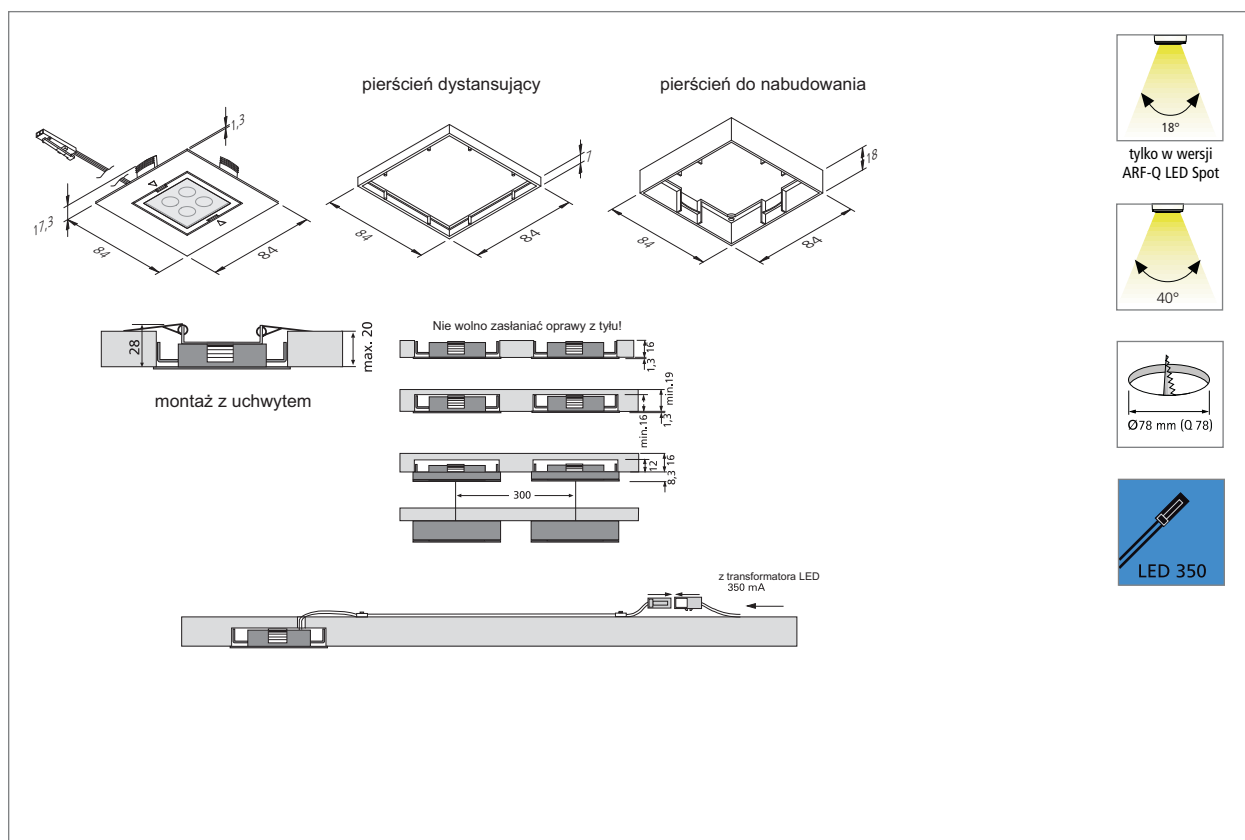 pierścień dystansujący
pierścień do nabudowania
1,3
17,3
84
84
7
84
84
18
84
84
18°
tylko w wersji
ARF-Q LED Spot
40°
28
max. 20
montaż z uchwytem
Nie wolno zasłaniać oprawy z tyłu!
16
1,3
min.19
min.16
1,3
16
12
8,3
300
Ø78 mm (Q 78)
LED 350
z transformatora LED
350 mA